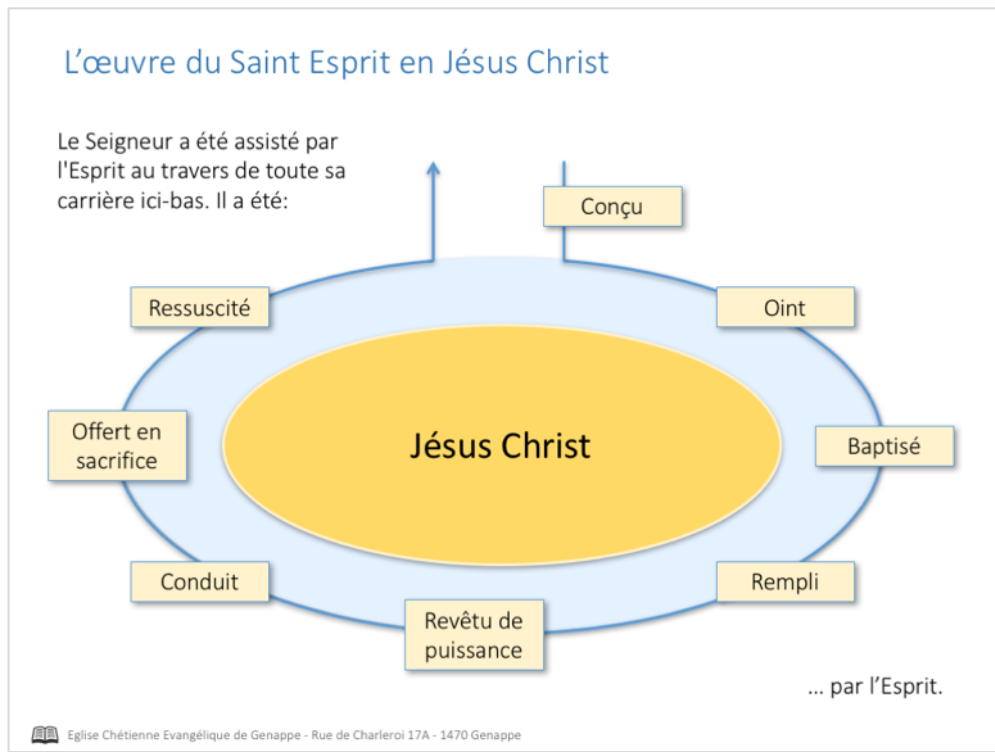 L'œuvre du Saint Esprit en Jésus Christ
Le Seigneur a été assisté par
l'Esprit au travers de toute sa
carrière ici-bas. Il a été:
Conçu
Oint
Baptisé
Rempli
Revêtu de
puissance
Conduit
Offert en
sacrifice
Ressuscité
Jésus Christ
... par l'Esprit.
Eglise Chétienne Evangélique de Genappe - Rue de Charleroi 17A - 1470 Genappe